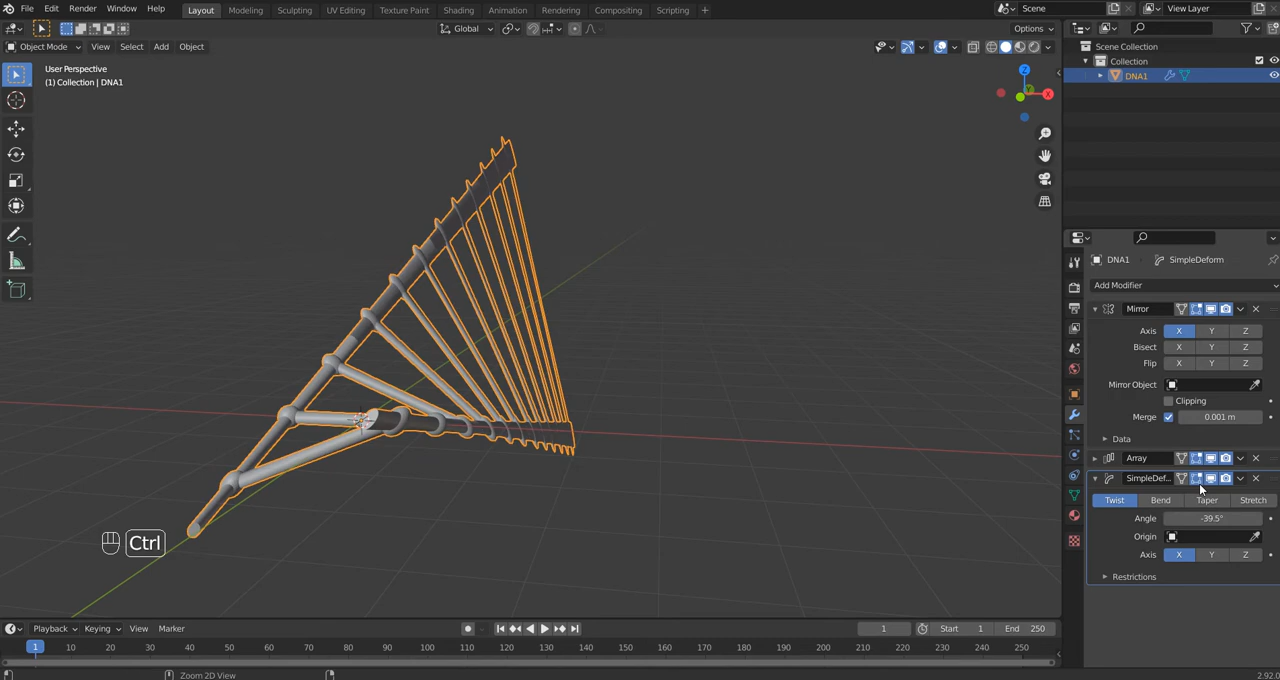 File Edit Render Window Help Layout Modeling Sculpting UV Editing Texture Paint Shading Animation Rendering Compositing Scripting Scene View Layer
Global Options
Object Mode View Select Add Object
User Perspective
(1) Collection | DNA1
Z
X
Y
Ctrl
Scene Collection
Collection
DNA1
DNA1 SimpleDeform
Add Modifier
Mirror
Axis X Y Z
Bisect X Y Z
Flip X Y Z
Mirror Object
Clipping
Merge 0.001 m
Data
Array
SimpleDef...
Twist Bend Taper Stretch
Angle -39.5°
Origin
Axis X Y Z
Restrictions
Playback Keying View Marker 1 Start 1 End 250
1 10 20 30 40 50 60 70 80 90 100 110 120 130 140 150 160 170 180 190 200 210 220 230 240 250
Zoom 2D View 2.92.0